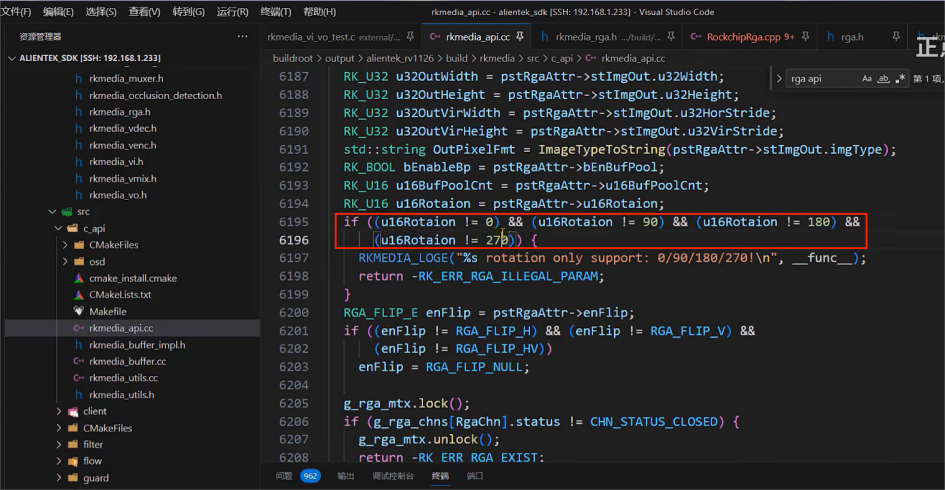 文件(F) 编辑(E) 选择(S) 查看(V) 转到(G) 运行(R) 终端(T) 帮助(H) rkmedia_api.cc - alientek_sdk [SSH: 192.168.1.233] - Visual Studio Code
资源管理器 ···
ALIENTEK_SDK [SSH: 192.168.1.233]
rkmedia_muxer.h
rkmedia_occlusion_detection.h
rkmedia_rga.h
rkmedia_vdec.h
rkmedia_venc.h
rkmedia_vi.h
rkmedia_vmix.h
rkmedia_vo.h
src
c_api
CMakeFiles
osd
cmake_install.cmake
CMakeLists.txt
Makefile
rkmedia_api.cc
rkmedia_buffer_impl.h
rkmedia_buffer.cc
rkmedia_utils.cc
rkmedia_utils.h
client
CMakeFiles
filter
flow
guard
rkmedia_vi_vo_test.c external/... rkmedia_api.cc rkmedia_rga.h .../build/... RockchipRga.cpp 9+ rga.h
buildroot > output > alientek_rv1126 > build > rkmedia > src > c_api > rkmedia_api.cc
rga api Aa ab .* 第 1 项,
正
6187 RK_U32 u32OutWidth = pstRgaAttr->stImgOut.u32Width;
6188 RK_U32 u32OutHeight = pstRgaAttr->stImgOut.u32Height;
6189 RK_U32 u32OutVirWidth = pstRgaAttr->stImgOut.u32HorStride;
6190 RK_U32 u32OutVirHeight = pstRgaAttr->stImgOut.u32VirStride;
6191 std::string OutPixelFmt = ImageTypeToString(pstRgaAttr->stImgOut.imgType);
6192 RK_BOOL bEnableBp = pstRgaAttr->bEnBufPool;
6193 RK_U16 u16BufPoolCnt = pstRgaAttr->u16BufPoolCnt;
6194 RK_U16 u16Rotaion = pstRgaAttr->u16Rotaion;
6195 if ((u16Rotaion != 0) && (u16Rotaion != 90) && (u16Rotaion != 180) &&
6196 (u16Rotaion != 270)) {
6197 RKMEDIA_LOGE("%s rotation only support: 0/90/180/270!\n", __func__);
6198 return -RK_ERR_RGA_ILLEGAL_PARAM;
6199 }
6200 RGA_FLIP_E enFlip = pstRgaAttr->enFlip;
6201 if ((enFlip != RGA_FLIP_H) && (enFlip != RGA_FLIP_V) &&
6202 (enFlip != RGA_FLIP_HV))
6203 enFlip = RGA_FLIP_NULL;
6204
6205 g_rga_mtx.lock();
6206 if (g_rga_chns[RgaChn].status != CHN_STATUS_CLOSED) {
6207 g_rga_mtx.unlock();
6208 return -RK_ERR_RGA_EXIST;
问题 962 输出 调试控制台 终端 端口